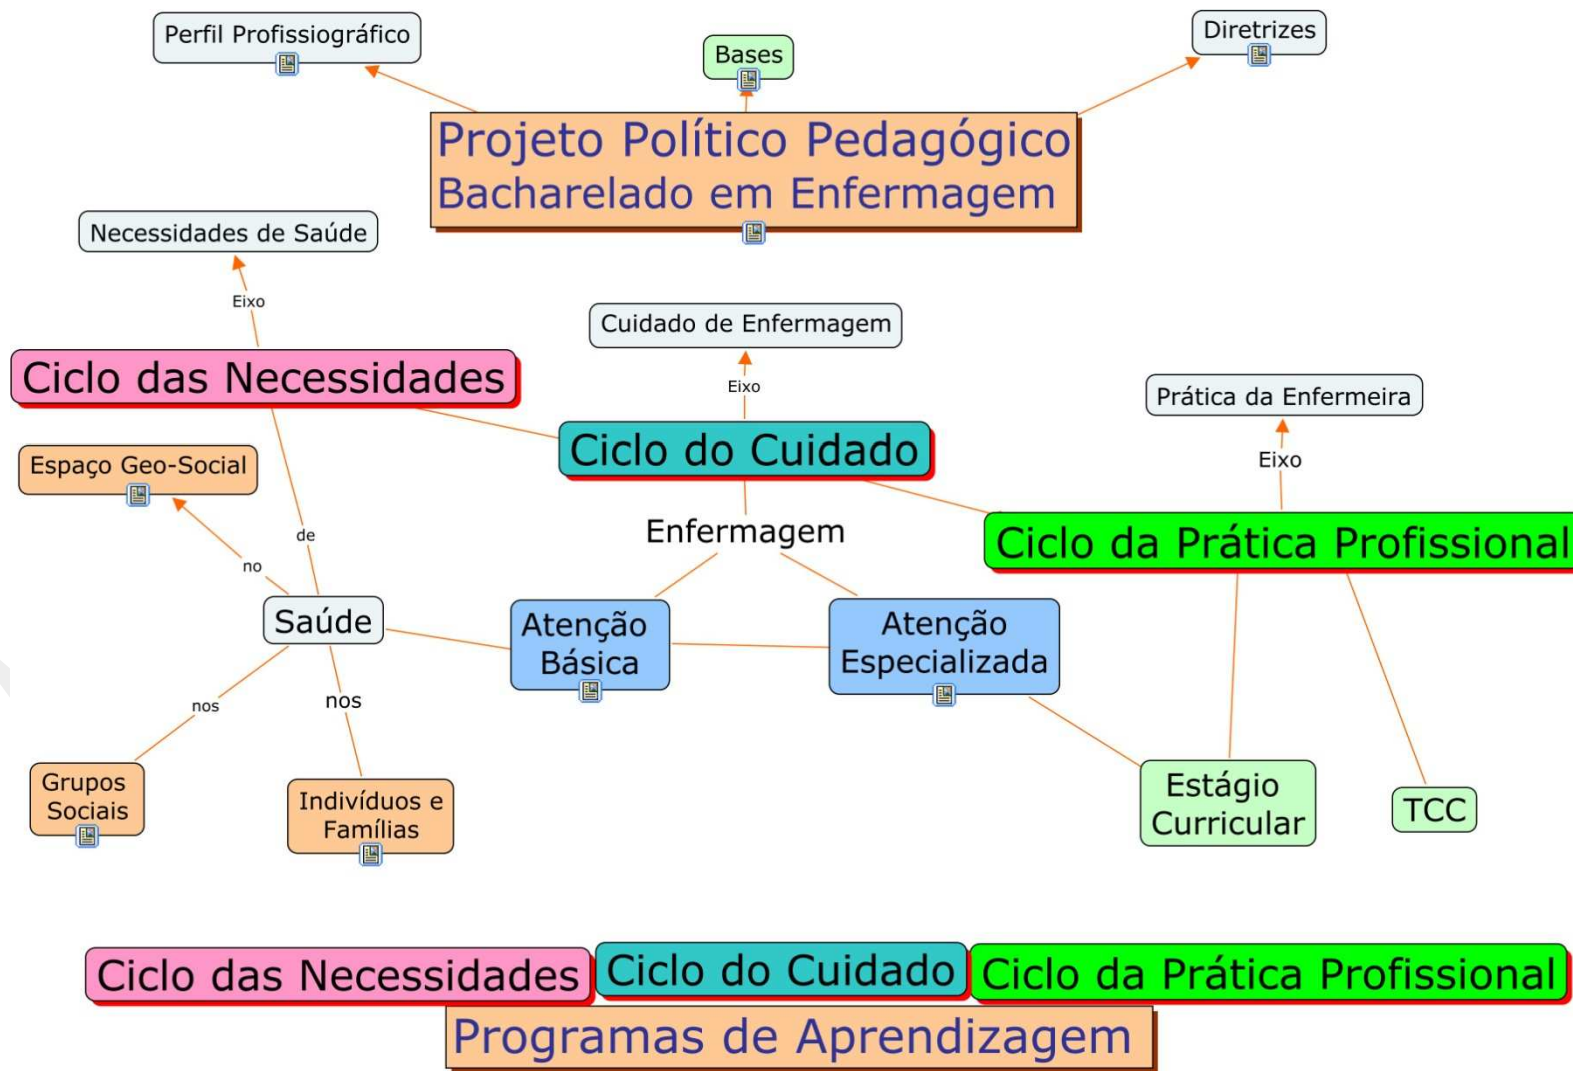 Perfil Profissiográfico
Bases
Diretrizes
Projeto Político Pedagógico
Bacharelado em Enfermagem
Necessidades de Saúde
Eixo
Cuidado de Enfermagem
Eixo
Ciclo das Necessidades
Prática da Enfermeira
Eixo
Ciclo do Cuidado
Espaço Geo-Social
Enfermagem
Ciclo da Prática Profissional
de
no
Saúde
Atenção
Básica
Atenção
Especializada
nos
nos
Grupos
Sociais
Indivíduos e
Famílias
Estágio
Curricular
TCC
Ciclo das Necessidades
Ciclo do Cuidado
Ciclo da Prática Profissional
Programas de Aprendizagem